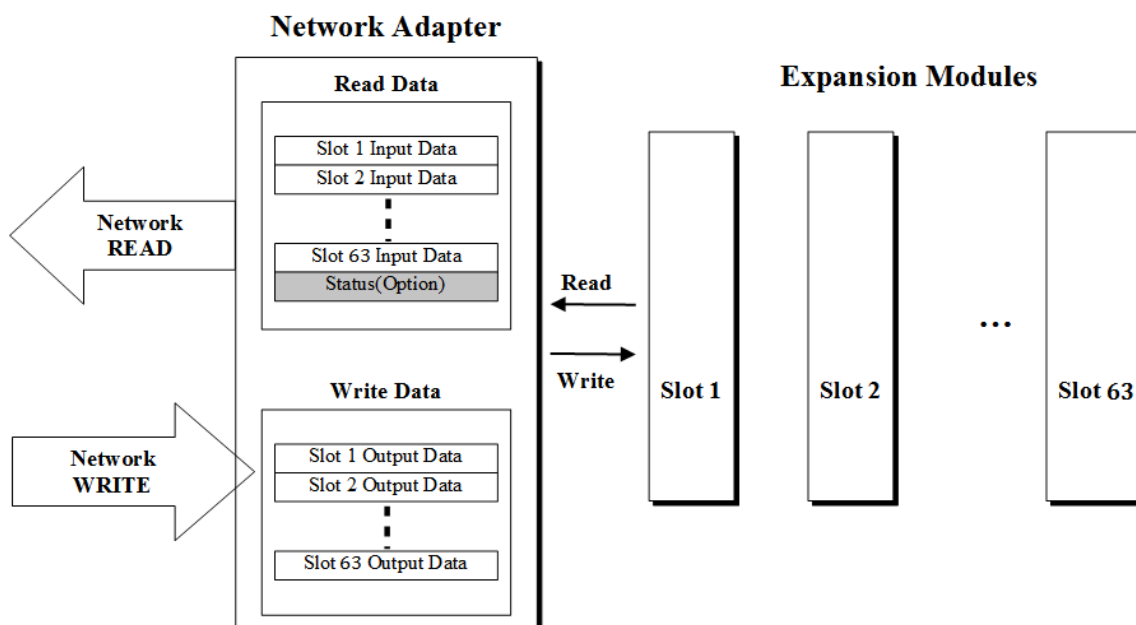 Network Adapter
Expansion Modules
Read Data
Slot 1 Input Data
Slot 2 Input Data
Slot 63 Input Data
Status(Option)
Network
READ
Read
Write
Slot 1
Slot 2
...
Slot 63
Write Data
Slot 1 Output Data
Slot 2 Output Data
Slot 63 Output Data
Network
WRITE